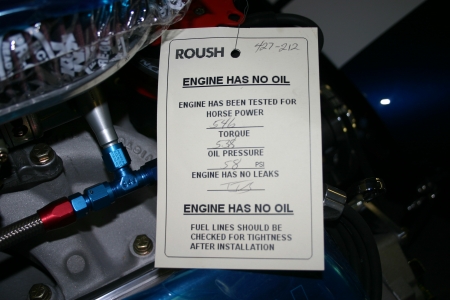 ROUSH 427-212
ENGINE HAS NO OIL
ENGINE HAS BEEN TESTED FOR
HORSE POWER
546
TORQUE
538
OIL PRESSURE
58 PSI
ENGINE HAS NO LEAKS
ENGINE HAS NO OIL
FUEL LINES SHOULD BE
CHECKED FOR TIGHTNESS
AFTER INSTALLATION